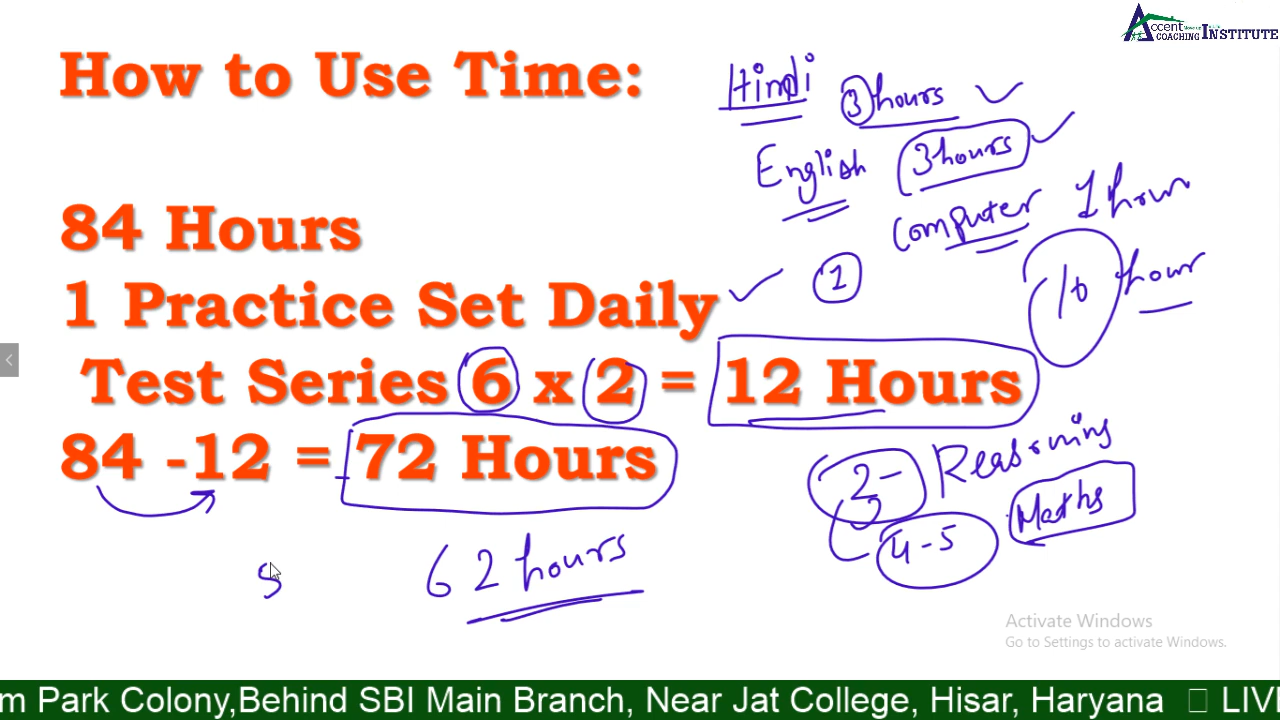 Accent
COACHING INSTITUTE
How to Use Time:
Hindi 3 hours
English 3 hours
Computer 1 hour
84 Hours
1 10 hour
1 Practice Set Daily
Test Series 6 x 2 = 12 Hours
84 -12 = 72 Hours
2- Reasoning
4-5 Maths
62 hours
Activate Windows
Go to Settings to activate Windows.
m Park Colony,Behind SBI Main Branch, Near Jat College, Hisar, Haryana LIV